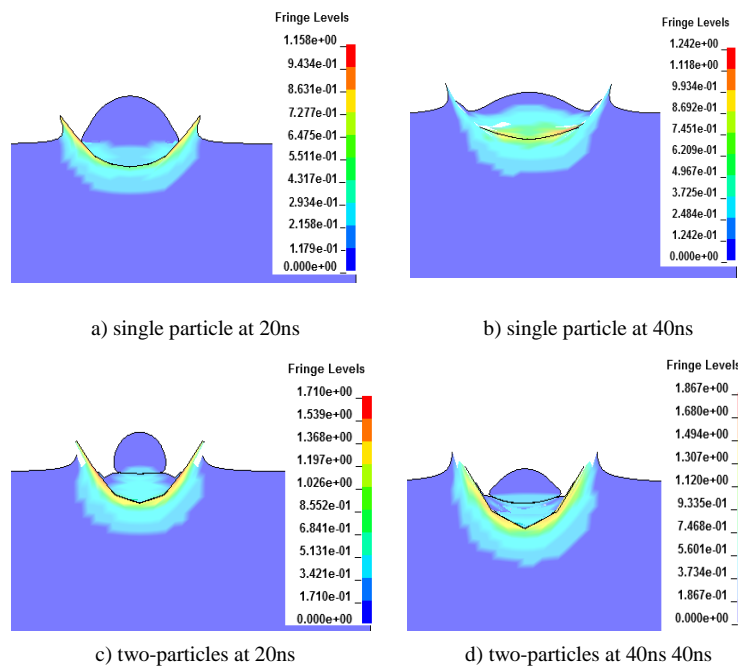 Fringe Levels
1.158e+00
9.434e-01
8.631e-01
7.277e-01
6.475e-01
5.511e-01
4.317e-01
2.934e-01
2.158e-01
1.179e-01
0.000e+00
a) single particle at 20ns
Fringe Levels
1.242e+00
1.118e+00
9.934e-01
8.692e-01
7.451e-01
6.209e-01
4.967e-01
3.725e-01
2.484e-01
1.242e-01
0.000e+00
b) single particle at 40ns
Fringe Levels
1.710e+00
1.539e+00
1.368e+00
1.197e+00
1.026e+00
8.552e-01
6.841e-01
5.131e-01
3.421e-01
1.710e-01
0.000e+00
c) two-particles at 20ns
Fringe Levels
1.867e+00
1.680e+00
1.494e+00
1.307e+00
1.120e+00
9.335e-01
7.468e-01
5.601e-01
3.734e-01
1.867e-01
0.000e+00
d) two-particles at 40ns 40ns